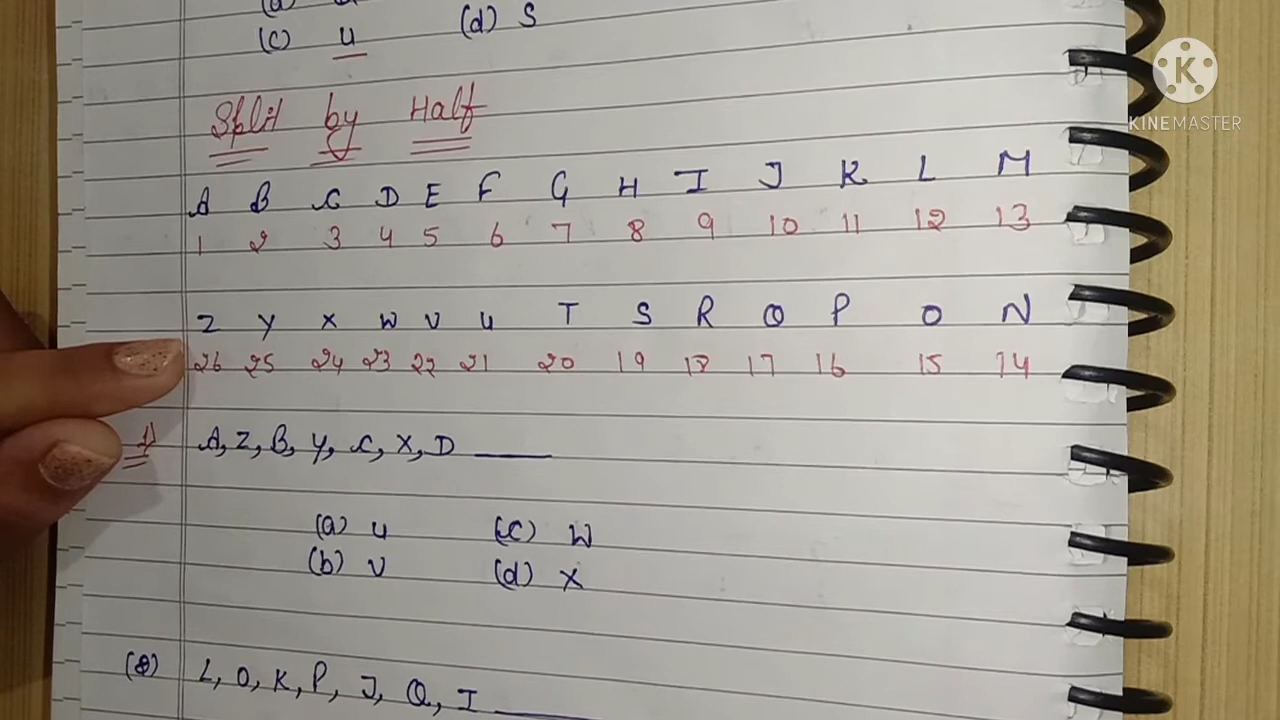 (c) u (d) S
Split by Half
A B C D E F G H I J K L M
1 2 3 4 5 6 7 8 9 10 11 12 13
Z Y X W V U T S R Q P O N
26 25 24 23 22 21 20 19 18 17 16 15 14
1) A, Z, B, Y, C, X, D ____
(a) u (c) W
(b) V (d) X
L, O, K, P, J, Q, I ____
K
KINEMASTER